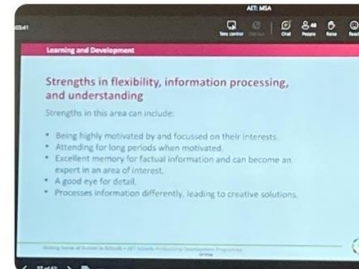 AET: MSA
Take control
Chat
People
Raise
Learning and Development
Strengths in flexibility, information processing,
and understanding
Strengths in this area can include:
• Being highly motivated by and focussed on their interests.
• Attending for long periods when motivated.
• Excellent memory for factual information and can become an
expert in an area of interest.
• A good eye for detail.
• Processes information differently, leading to creative solutions.